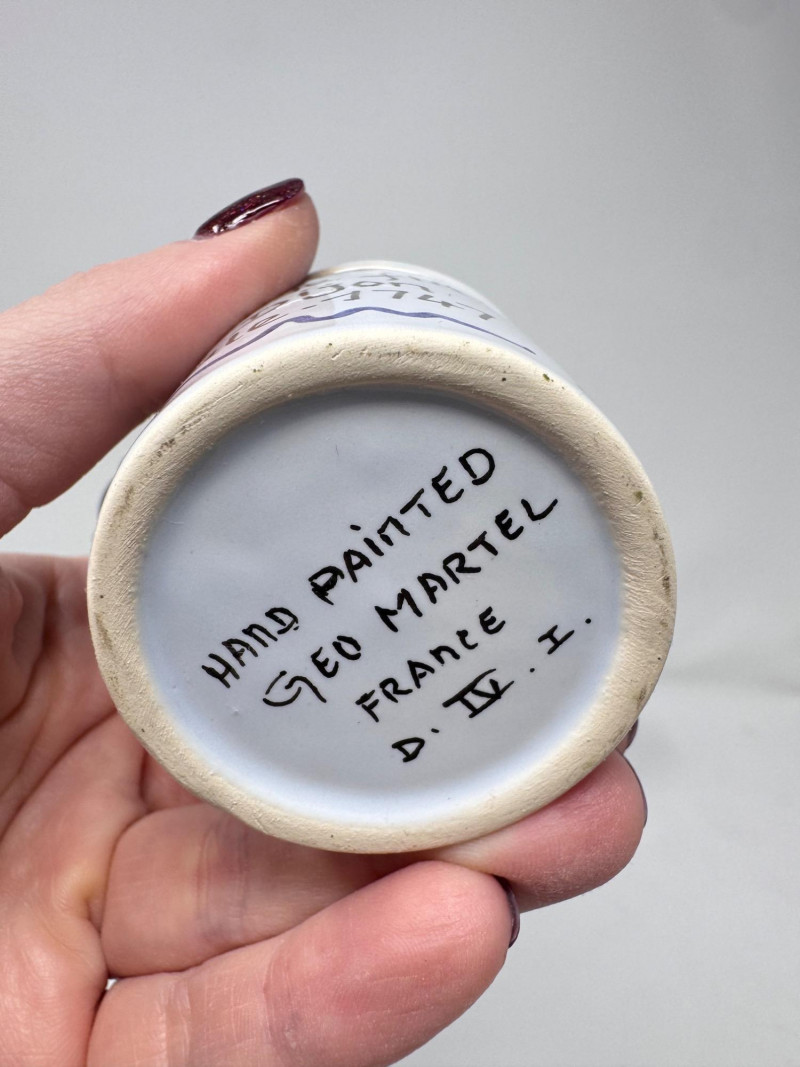 HAND PAINTED
GEO MARTEL
FRANCE
D. IV. I.